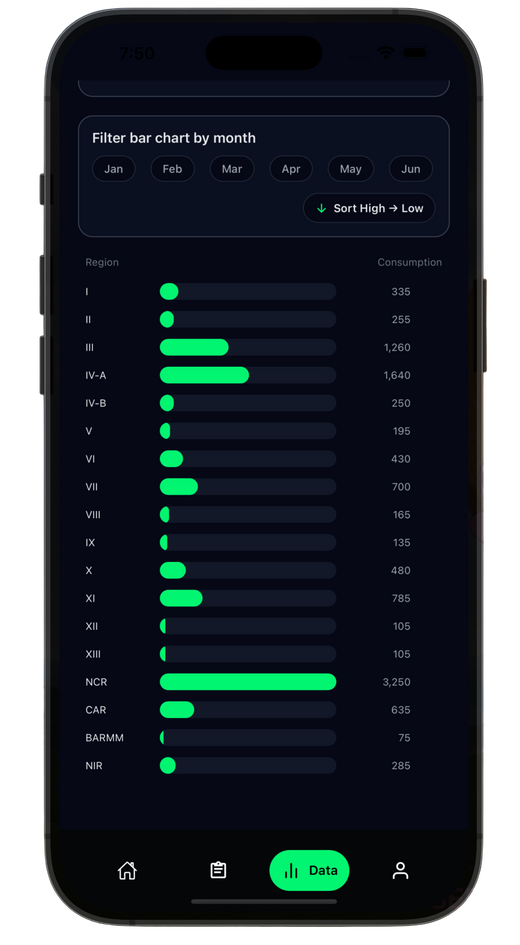 7:50
Filter bar chart by month
Jan Feb Mar Apr May Jun
↓ Sort High → Low
Region Consumption
I 335
II 255
III 1,260
IV-A 1,640
IV-B 250
V 195
VI 430
VII 700
VIII 165
IX 135
X 480
XI 785
XII 105
XIII 105
NCR 3,250
CAR 635
BARMM 75
NIR 285
Data